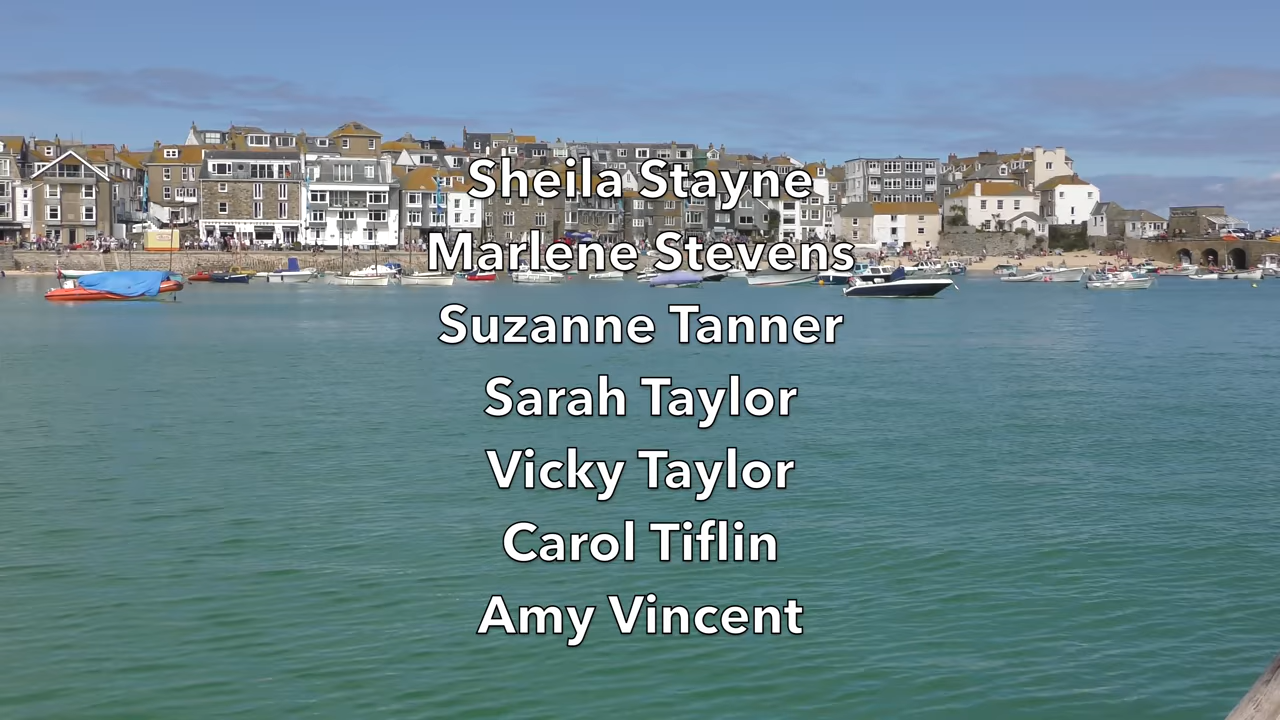 Sheila Stayne
Marlene Stevens
Suzanne Tanner
Sarah Taylor
Vicky Taylor
Carol Tiflin
Amy Vincent